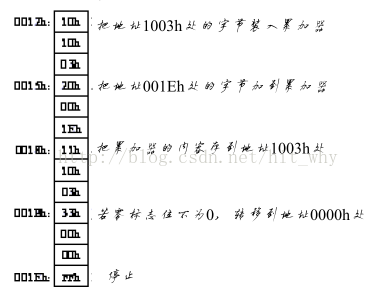 0012h: 10h 把地址1003h处的字节装入累加器
10h
03h
0015h: 20h 把地址001Eh处的字节加到累加器
00h
1Eh
0018h: 11h 把累加器的内容存到地址1003h处
http://blog.csdn.net/hit_why
10h
03h
001Bh: 33h 若零标志位下为0，转移到地址0000h处
00h
00h
001Eh: FFh 停止